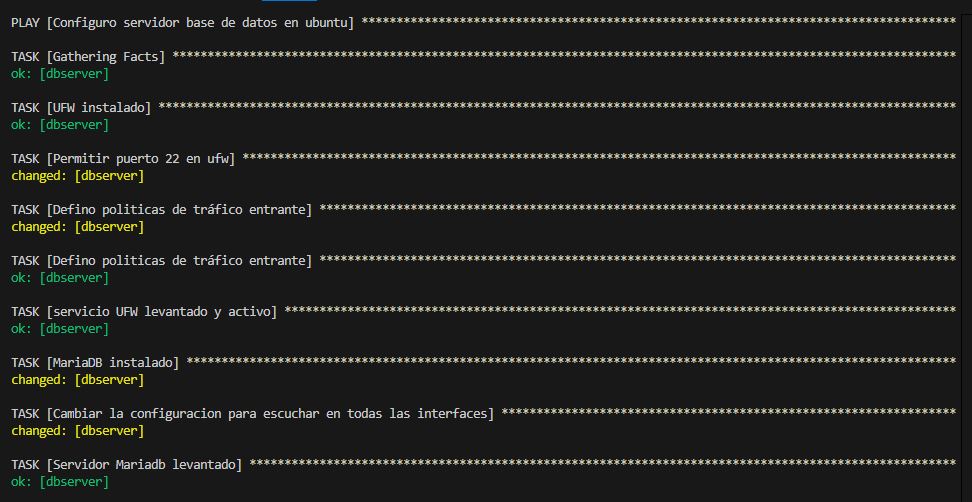 PLAY [Configuro servidor base de datos en ubuntu] *************************************************************************************
TASK [Gathering Facts] ****************************************************************************************************************
ok: [dbserver]
TASK [UFW instalado] ******************************************************************************************************************
ok: [dbserver]
TASK [Permitir puerto 22 en ufw] ******************************************************************************************************
changed: [dbserver]
TASK [Defino politicas de tráfico entrante] *******************************************************************************************
changed: [dbserver]
TASK [Defino politicas de tráfico entrante] *******************************************************************************************
ok: [dbserver]
TASK [servicio UFW levantado y activo] ************************************************************************************************
ok: [dbserver]
TASK [MariaDB instalado] **************************************************************************************************************
changed: [dbserver]
TASK [Cambiar la configuracion para escuchar en todas las interfaces] *****************************************************************
changed: [dbserver]
TASK [Servidor Mariadb levantado] *****************************************************************************************************
ok: [dbserver]